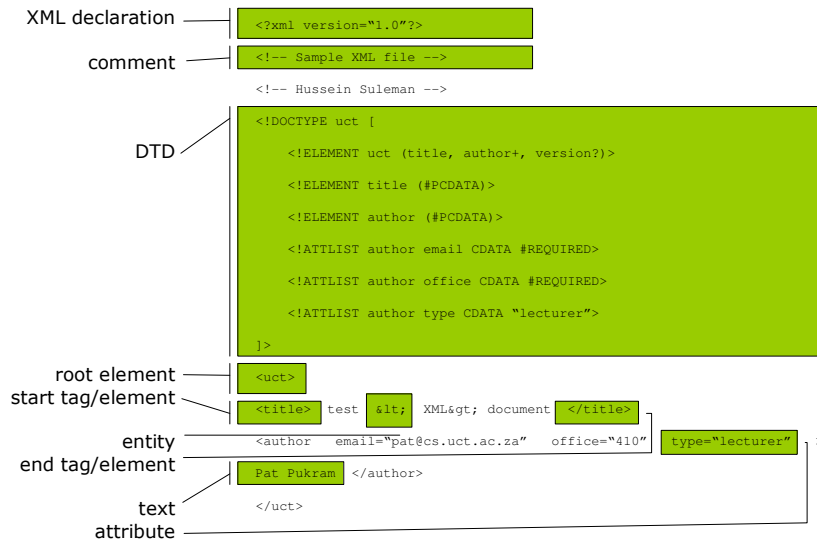 XML declaration
<?xml version=“1.0”?>
comment
<!-- Sample XML file -->
<!-- Hussein Suleman -->
DTD
<!DOCTYPE uct [
<!ELEMENT uct (title, author+, version?)>
<!ELEMENT title (#PCDATA)>
<!ELEMENT author (#PCDATA)>
<!ATTLIST author email CDATA #REQUIRED>
<!ATTLIST author office CDATA #REQUIRED>
<!ATTLIST author type CDATA “lecturer”>
]>
root element
<uct>
start tag/element
<title> test &lt; XML&gt; document </title>
entity
<author email=“pat@cs.uct.ac.za” office=“410” type=“lecturer” >
end tag/element
Pat Pukram </author>
text
</uct>
attribute